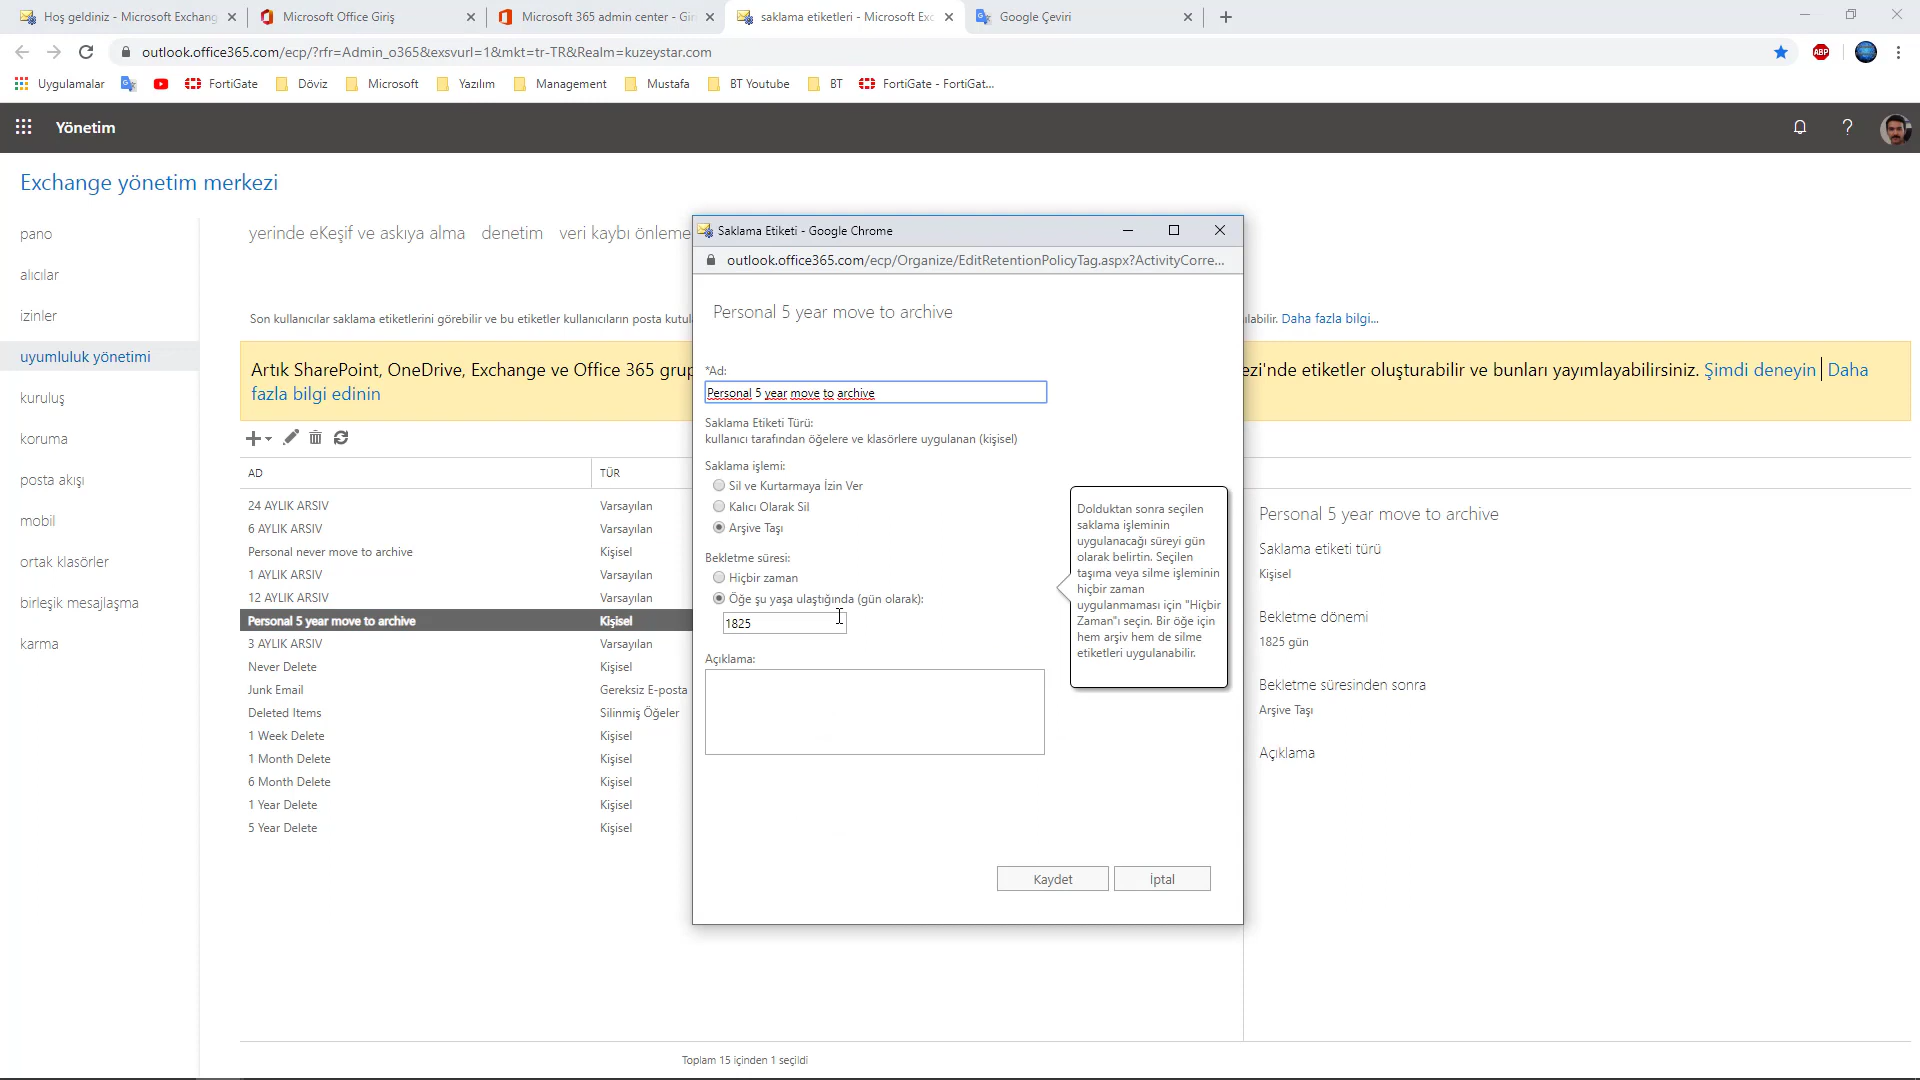 Hoş geldiniz - Microsoft Exchang
Microsoft Office Giriş
Microsoft 365 admin center - Gir
saklama etiketleri - Microsoft Exc
Google Çeviri
outlook.office365.com/ecp/?rfr=Admin_o365&exsvurl=1&mkt=tr-TR&Realm=kuzeystar.com
ABP
Uygulamalar
FortiGate
Döviz
Microsoft
Yazılım
Management
Mustafa
BT Youtube
BT
FortiGate - FortiGat...
Yönetim
?
Exchange yönetim merkezi
pano
alıcılar
izinler
uyumluluk yönetimi
kuruluş
koruma
posta akışı
mobil
ortak klasörler
birleşik mesajlaşma
karma
yerinde eKeşif ve askıya alma denetim veri kaybı önleme
Son kullanıcılar saklama etiketlerini görebilir ve bu etiketler kullanıcıların posta kutul
labilir. Daha fazla bilgi...
Artık SharePoint, OneDrive, Exchange ve Office 365 grup
ezi'nde etiketler oluşturabilir ve bunları yayımlayabilirsiniz. Şimdi deneyin | Daha
fazla bilgi edinin
AD TÜR
24 AYLIK ARSIV Varsayılan
6 AYLIK ARSIV Varsayılan
Personal never move to archive Kişisel
1 AYLIK ARSIV Varsayılan
12 AYLIK ARSIV Varsayılan
Personal 5 year move to archive Kişisel
3 AYLIK ARSIV Varsayılan
Never Delete Kişisel
Junk Email Gereksiz E-posta
Deleted Items Silinmiş Öğeler
1 Week Delete Kişisel
1 Month Delete Kişisel
6 Month Delete Kişisel
1 Year Delete Kişisel
5 Year Delete Kişisel
Toplam 15 içinden 1 seçildi
Saklama Etiketi - Google Chrome
outlook.office365.com/ecp/Organize/EditRetentionPolicyTag.aspx?ActivityCorre...
Personal 5 year move to archive
*Ad:
Personal 5 year move to archive
Saklama Etiketi Türü:
kullanıcı tarafından öğelere ve klasörlere uygulanan (kişisel)
Saklama işlemi:
Sil ve Kurtarmaya İzin Ver
Kalıcı Olarak Sil
Arşive Taşı
Bekletme süresi:
Hiçbir zaman
Öğe şu yaşa ulaştığında (gün olarak):
1825
Açıklama:
Dolduktan sonra seçilen
saklama işleminin
uygulanacağı süreyi gün
olarak belirtin. Seçilen
taşıma veya silme işleminin
hiçbir zaman
uygulanmaması için "Hiçbir
Zaman"ı seçin. Bir öğe için
hem arşiv hem de silme
etiketleri uygulanabilir.
Kaydet
İptal
Personal 5 year move to archive
Saklama etiketi türü
Kişisel
Bekletme dönemi
1825 gün
Bekletme süresinden sonra
Arşive Taşı
Açıklama